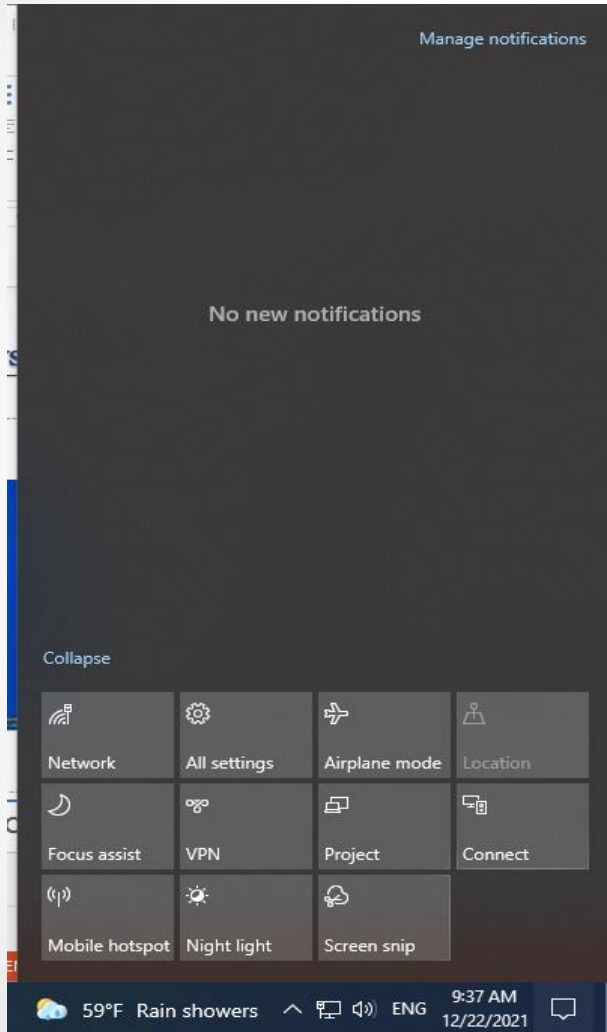 Manage notifications
No new notifications
Collapse
Network All settings Airplane mode Location
Focus assist VPN Project Connect
Mobile hotspot Night light Screen snip
59°F Rain showers ENG 9:37 AM
12/22/2021